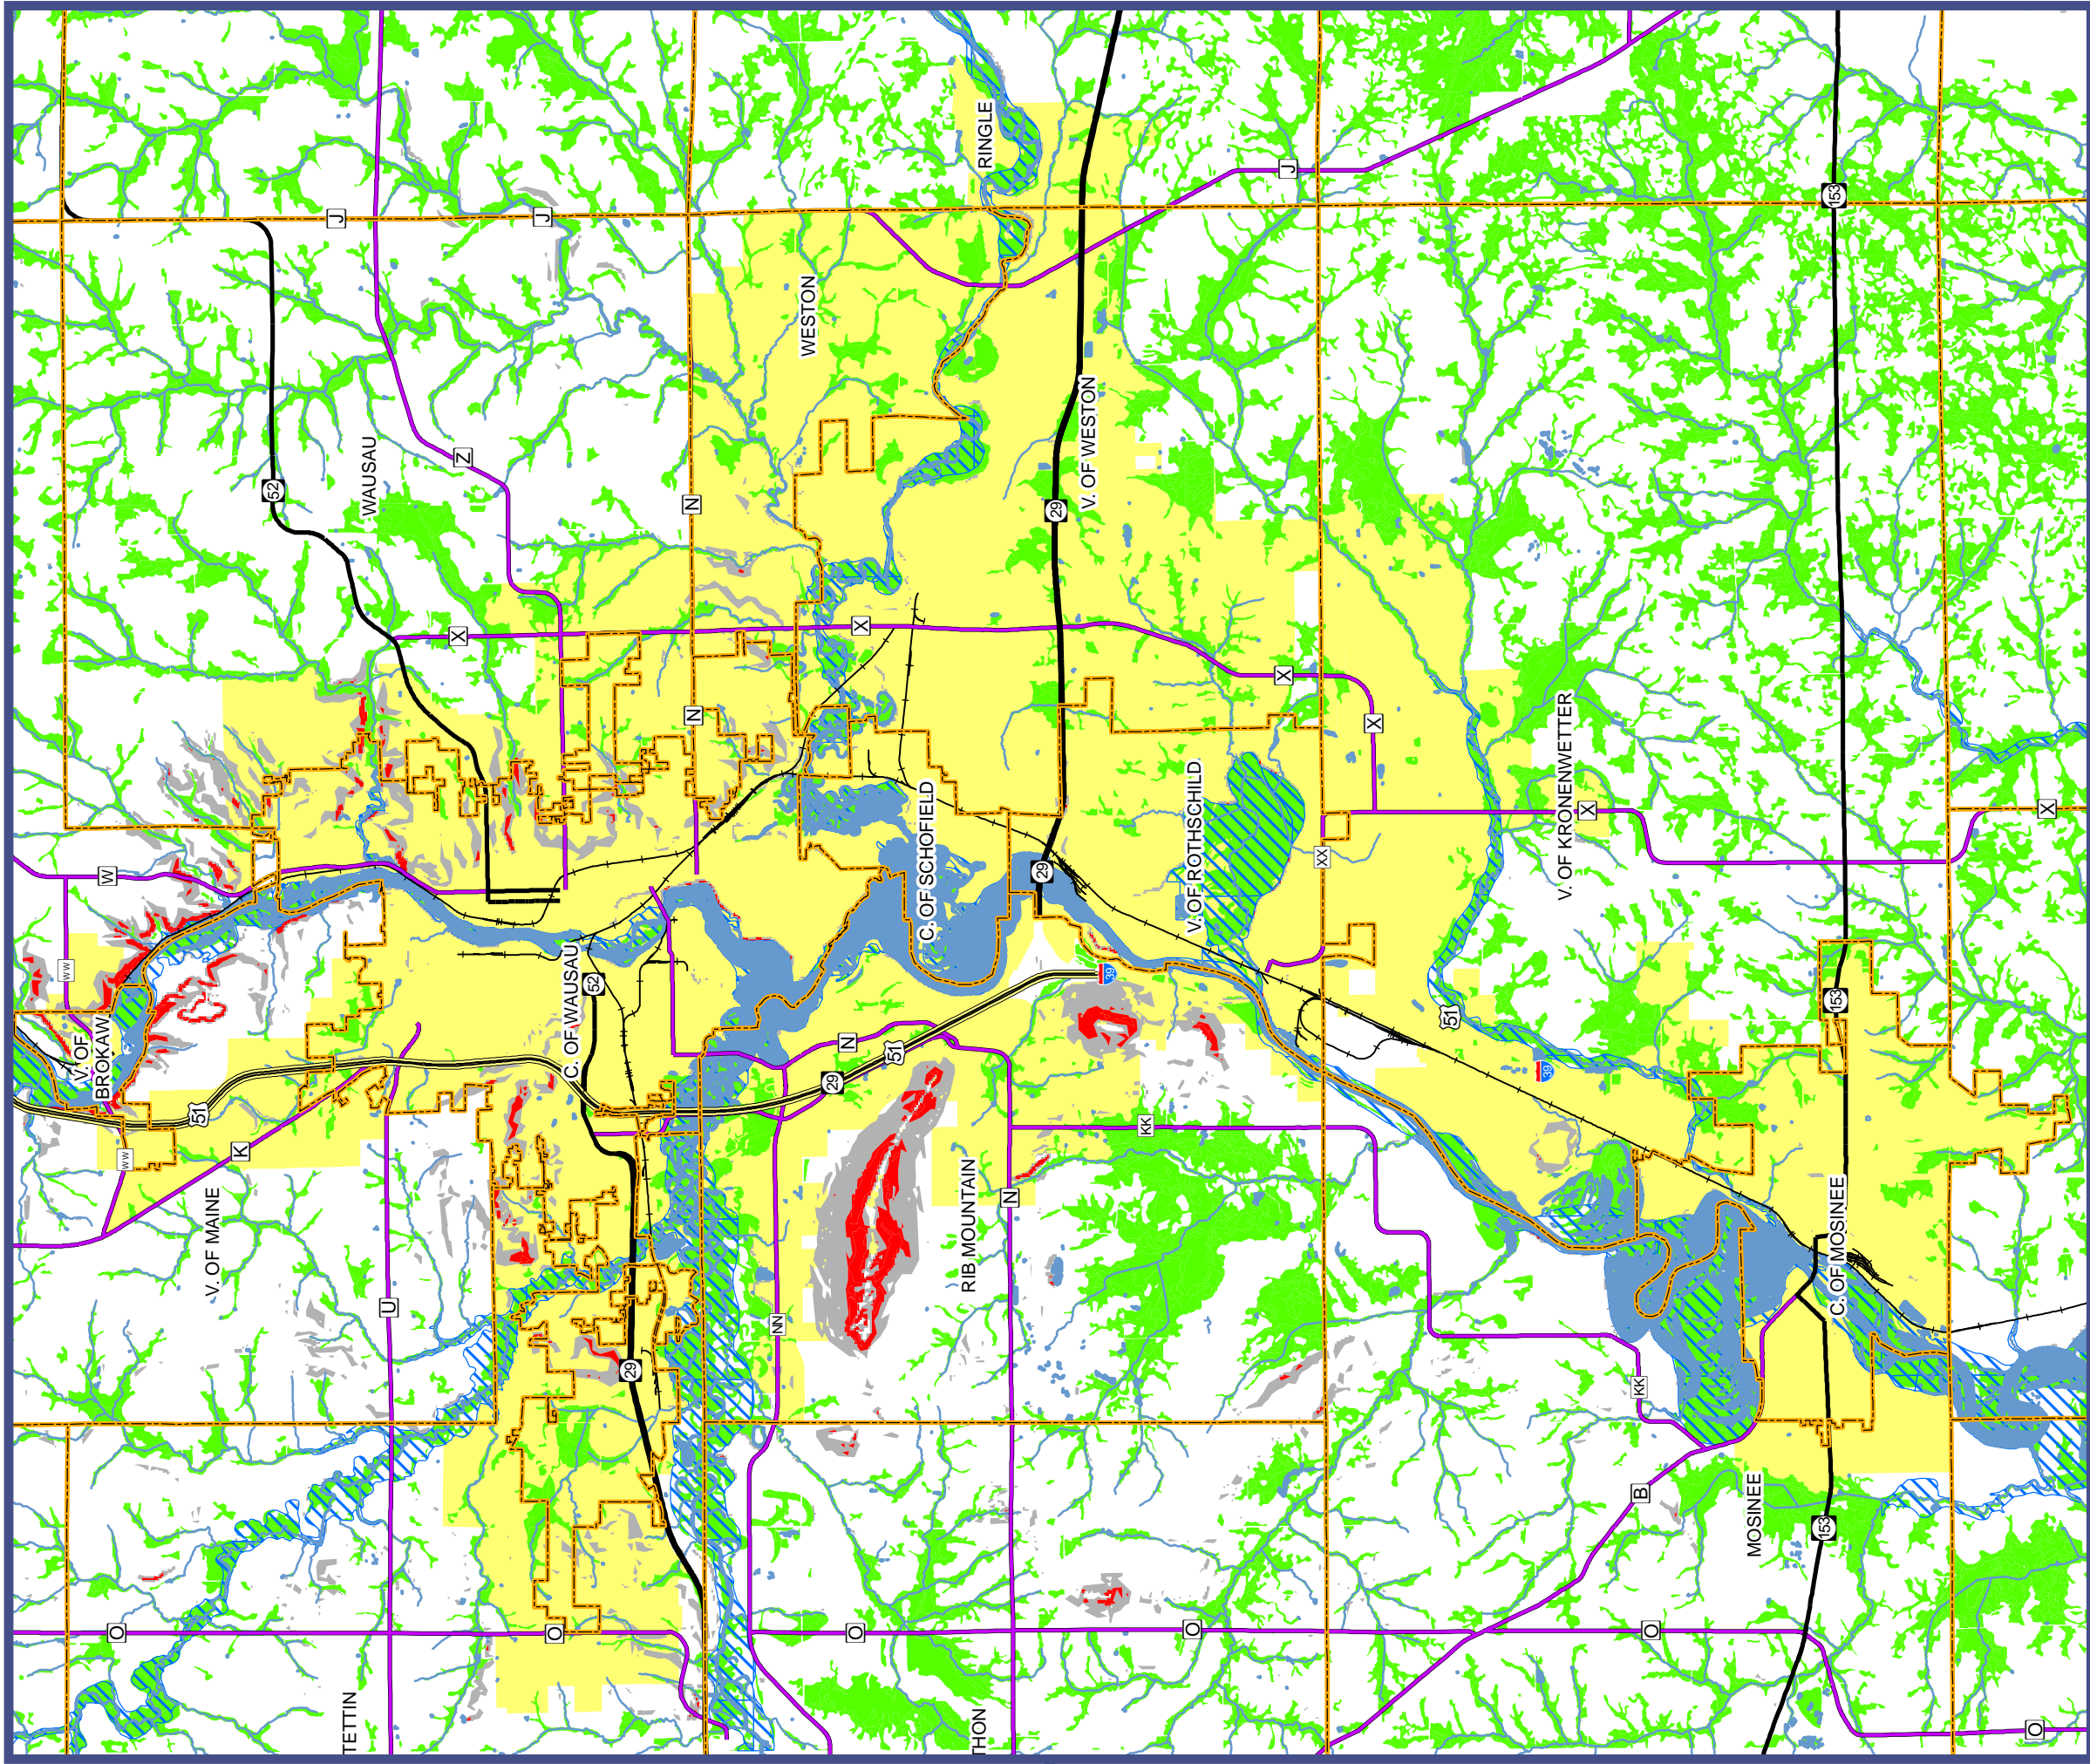 WW
V. OF
BROKAW
W
O
WW
51
V. OF MAINE
K
52
J
TETTIN
WAUSAU
U
X
Z
O
J
C. OF WAUSAU
52
29
N
N
NN
WESTON
29
N
O
X
51
C. OF SCHOFIELD
THON
RIB MOUNTAIN
RINGLE
N
29
29
V. OF WESTON
39
KK
O
V. OF ROTHSCHILD
X
J
XX
X
51
39
V. OF KRONENWETTER
X
KK
B
O
MOSINEE
153
C. OF MOSINEE
153
153
O
X